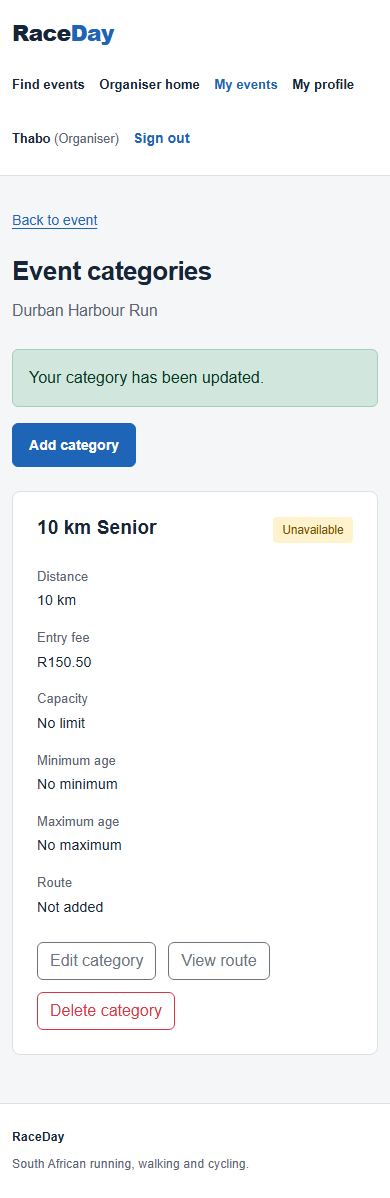 RaceDay
Find events Organiser home My events My profile
Thabo (Organiser) Sign out
Back to event
Event categories
Durban Harbour Run
Your category has been updated.
Add category
10 km Senior Unavailable
Distance
10 km
Entry fee
R150.50
Capacity
No limit
Minimum age
No minimum
Maximum age
No maximum
Route
Not added
Edit category View route
Delete category
RaceDay
South African running, walking and cycling.